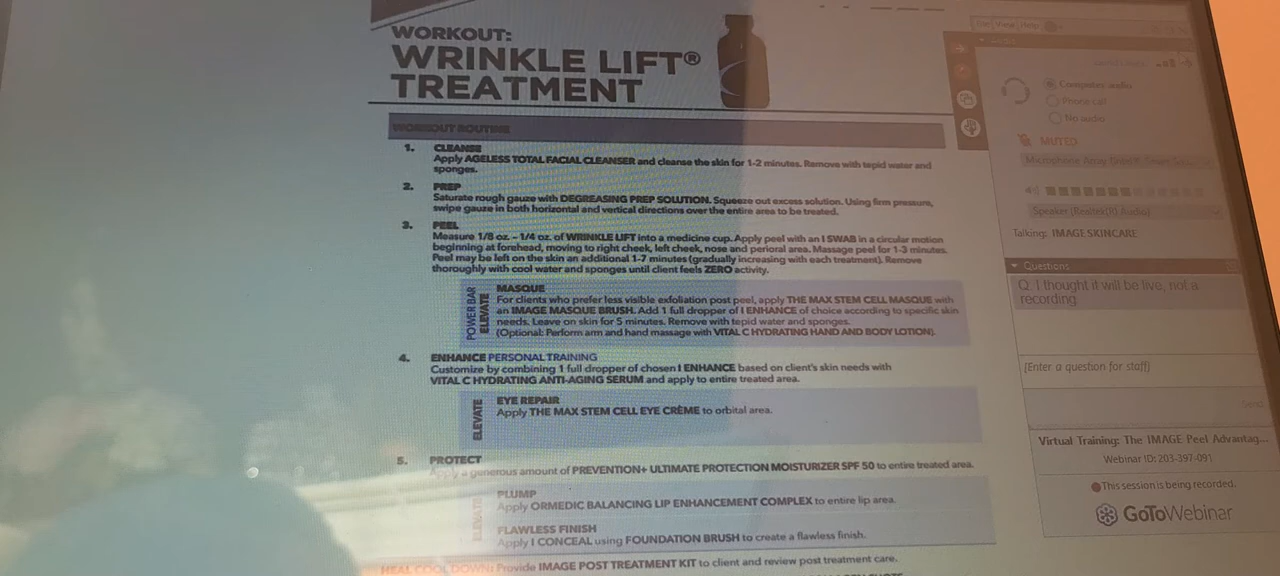 WORKOUT:
WRINKLE LIFT®
TREATMENT
WORKOUT ROUTINE
1. CLEANSE
Apply AGELESS TOTAL FACIAL CLEANSER and cleanse the skin for 1-2 minutes. Remove with tepid water and
sponges.
2. PREP
Saturate rough gauze with DEGREASING PREP SOLUTION. Squeeze out excess solution. Using firm pressure,
swipe gauze in both horizontal and vertical directions over the entire area to be treated.
3. PEEL
Measure 1/8 oz. - 1/4 oz. of WRINKLE LIFT into a medicine cup. Apply peel with an I SWAB in a circular motion
beginning at forehead, moving to right cheek, left cheek, nose and perioral area. Massage peel for 1-3 minutes.
Peel may be left on the skin an additional 1-7 minutes (gradually increasing with each treatment). Remove
thoroughly with cool water and sponges until client feels ZERO activity.
POWER BAR
ELEVATE
MASQUE
For clients who prefer less visible exfoliation post peel, apply THE MAX STEM CELL MASQUE with
an IMAGE MASQUE BRUSH. Add 1 full dropper of I ENHANCE of choice according to specific skin
needs. Leave on skin for 5 minutes. Remove with tepid water and sponges.
(Optional: Perform arm and hand massage with VITAL C HYDRATING HAND AND BODY LOTION).
4. ENHANCE PERSONAL TRAINING
Customize by combining 1 full dropper of chosen I ENHANCE based on client's skin needs with
VITAL C HYDRATING ANTI-AGING SERUM and apply to entire treated area.
ELEVATE
EYE REPAIR
Apply THE MAX STEM CELL EYE CRÈME to orbital area.
5. PROTECT
Apply a generous amount of PREVENTION+ ULTIMATE PROTECTION MOISTURIZER SPF 50 to entire treated area.
ELEVATE
PLUMP
Apply ORMEDIC BALANCING LIP ENHANCEMENT COMPLEX to entire lip area.
FLAWLESS FINISH
Apply I CONCEAL using FOUNDATION BRUSH to create a flawless finish.
HEAL COOL DOWN: Provide IMAGE POST TREATMENT KIT to client and review post treatment care.
View Help
Computer audio
Phone call
No audio
MUTED
Microphone Array
Speaker (Realtek(R) Audio)
Talking: IMAGESKINCARE
Questions
Q: I thought it will be live, not a
recording
[Enter a question for staff]
Send
Virtual Training: The IMAGE Peel Advantag...
Webinar ID: 203-397-091
This session is being recorded.
GoToWebinar